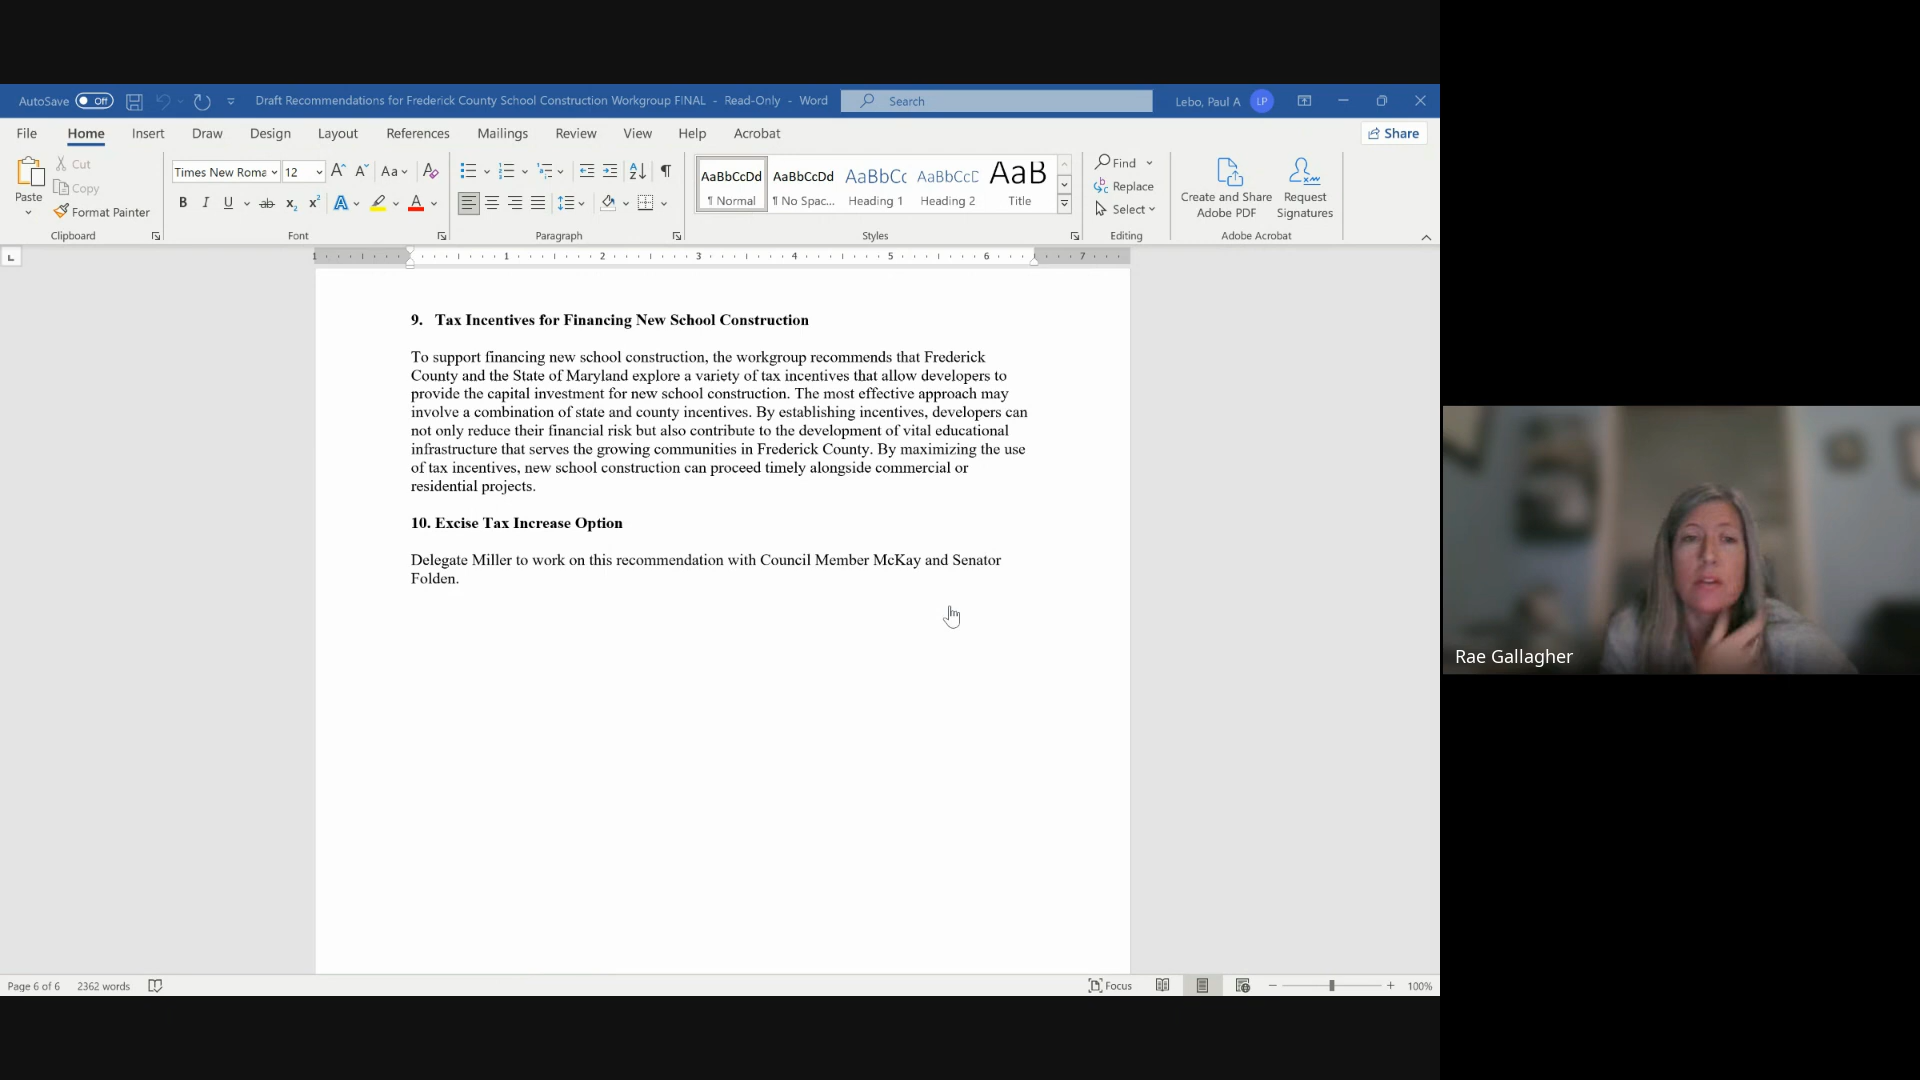 AutoSave Off Draft Recommendations for Frederick County School Construction Workgroup FINAL - Read-Only - Word Search Lebo, Paul A LP
File Home Insert Draw Design Layout References Mailings Review View Help Acrobat Share
Paste Cut Copy Format Painter
Clipboard
Times New Roma 12
Font
Paragraph
AaBbCcDd AaBbCcDd AaBbCc AaBbCcC AaB
¶ Normal ¶ No Spac... Heading 1 Heading 2 Title
Styles
Find
Replace
Select
Editing
Create and Share Adobe PDF
Request Signatures
Adobe Acrobat
1 1 2 3 4 5 6 7
9. Tax Incentives for Financing New School Construction
To support financing new school construction, the workgroup recommends that Frederick
County and the State of Maryland explore a variety of tax incentives that allow developers to
provide the capital investment for new school construction. The most effective approach may
involve a combination of state and county incentives. By establishing incentives, developers can
not only reduce their financial risk but also contribute to the development of vital educational
infrastructure that serves the growing communities in Frederick County. By maximizing the use
of tax incentives, new school construction can proceed timely alongside commercial or
residential projects.
10. Excise Tax Increase Option
Delegate Miller to work on this recommendation with Council Member McKay and Senator
Folden.
Rae Gallagher
Page 6 of 6 2362 words Focus 100%